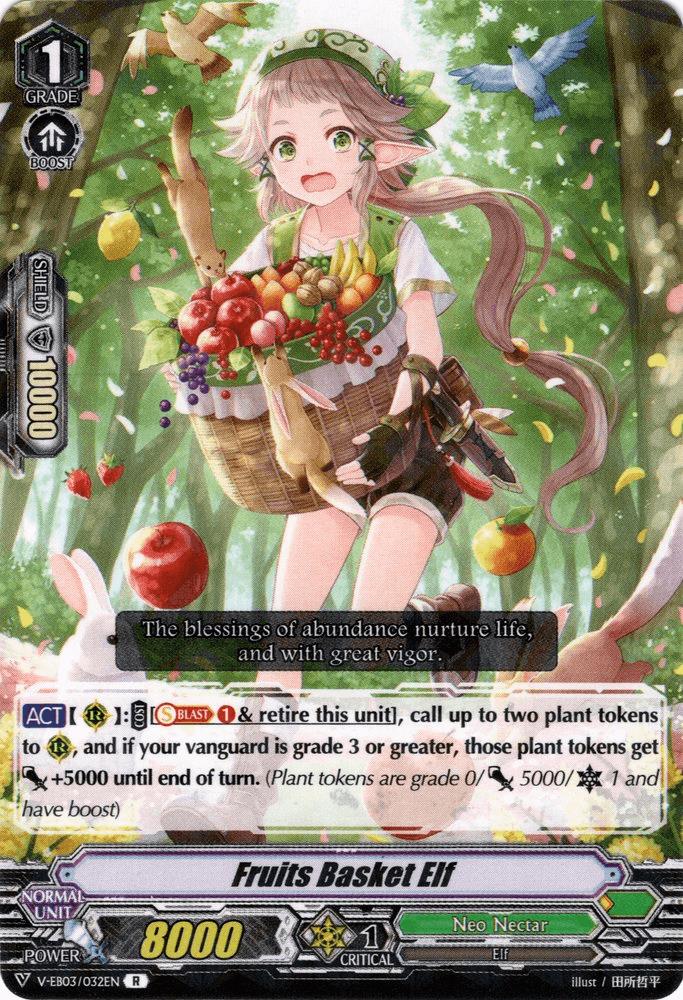 1
GRADE
BOOST
SHIELD
10000
The blessings of abundance nurture life,
and with great vigor.
ACT【 R 】:COST[S BLAST 1 & retire this unit], call up to two plant tokens
to R, and if your vanguard is grade 3 or greater, those plant tokens get
+5000 until end of turn. (Plant tokens are grade 0/ 5000/ 1 and
have boost)
Fruits Basket Elf
NORMAL
UNIT
POWER
8000
1
CRITICAL
Neo Nectar
Elf
V-EB03/032EN R
illust / 田所哲平